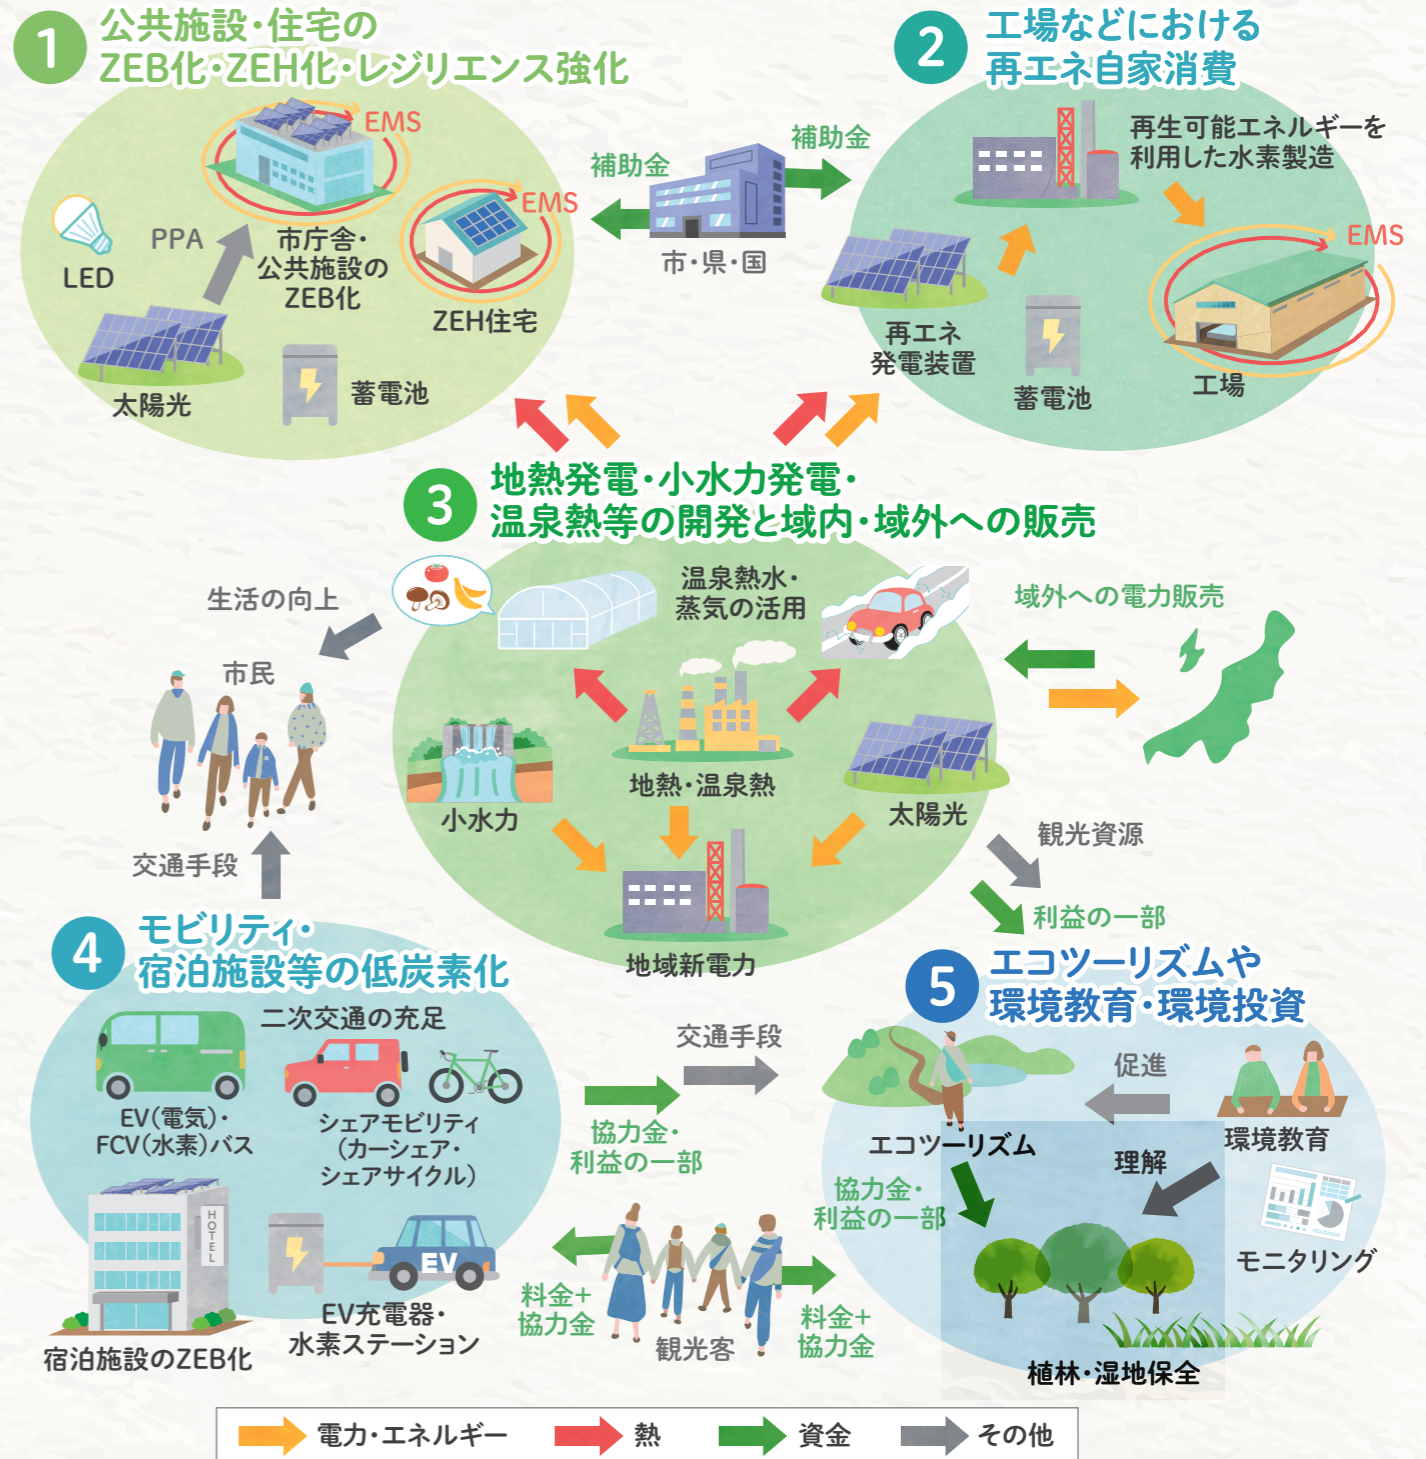 1
公共施設・住宅の
ZEB化・ZEH化・レジリエンス強化
EMS
EMS
LED
PPA
市庁舎・
公共施設の
ZEB化
ZEH住宅
太陽光
蓄電池
補助金
補助金
市・県・国
2
工場などにおける
再エネ自家消費
再生可能エネルギーを
利用した水素製造
EMS
再エネ
発電装置
蓄電池
工場
3
地熱発電・小水力発電・
温泉熱等の開発と域内・域外への販売
温泉熱水・
蒸気の活用
地熱・温泉熱
小水力
太陽光
地域新電力
域外への電力販売
生活の向上
市民
交通手段
観光資源
利益の一部
4
モビリティ・
宿泊施設等の低炭素化
二次交通の充足
EV(電気)・
FCV(水素)バス
シェアモビリティ
(カーシェア・
シェアサイクル)
HOTEL
EV
宿泊施設のZEB化
EV充電器・
水素ステーション
交通手段
協力金・
利益の一部
料金+
協力金
観光客
料金+
協力金
5
エコツーリズムや
環境教育・環境投資
促進
環境教育
エコツーリズム
理解
協力金・
利益の一部
モニタリング
植林・湿地保全
電力・エネルギー
熱
資金
その他